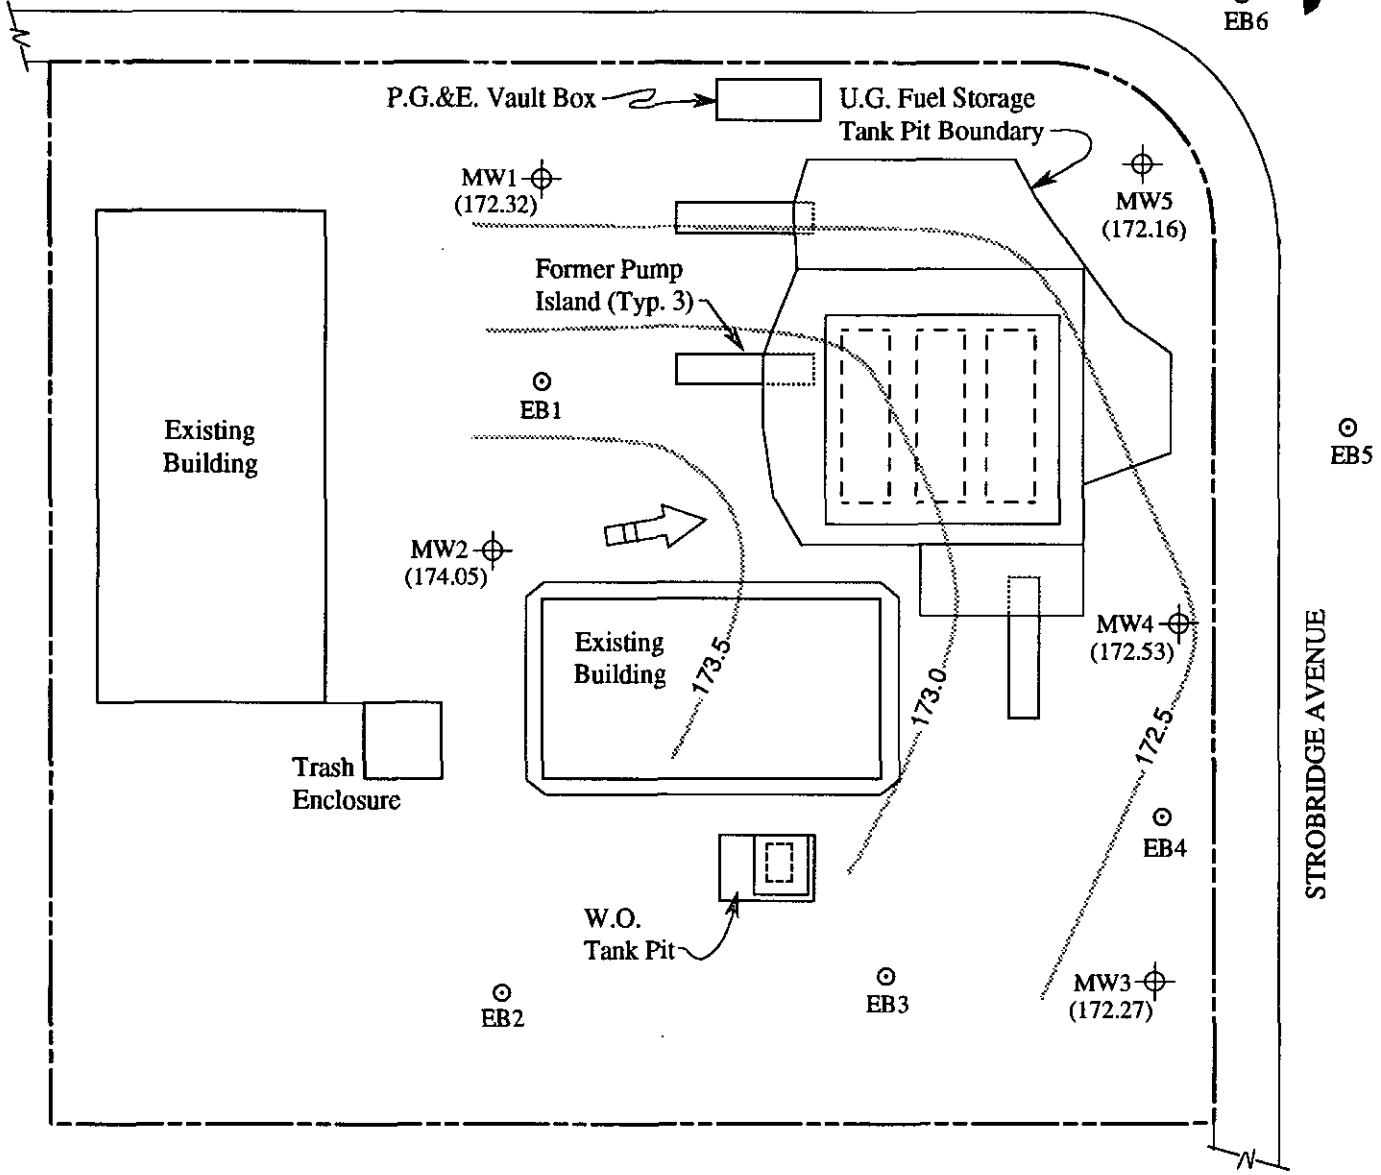 EB6
P.G.&E. Vault Box
U.G. Fuel Storage
Tank Pit Boundary
MW1
(172.32)
MW5
(172.16)
Former Pump
Island (Typ. 3)
EB1
Existing
Building
EB5
MW2
(174.05)
Existing
Building
173.5
173.0
172.5
MW4
(172.53)
STROBRIDGE AVENUE
Trash
Enclosure
EB4
W.O.
Tank Pit
EB2
EB3
MW3
(172.27)